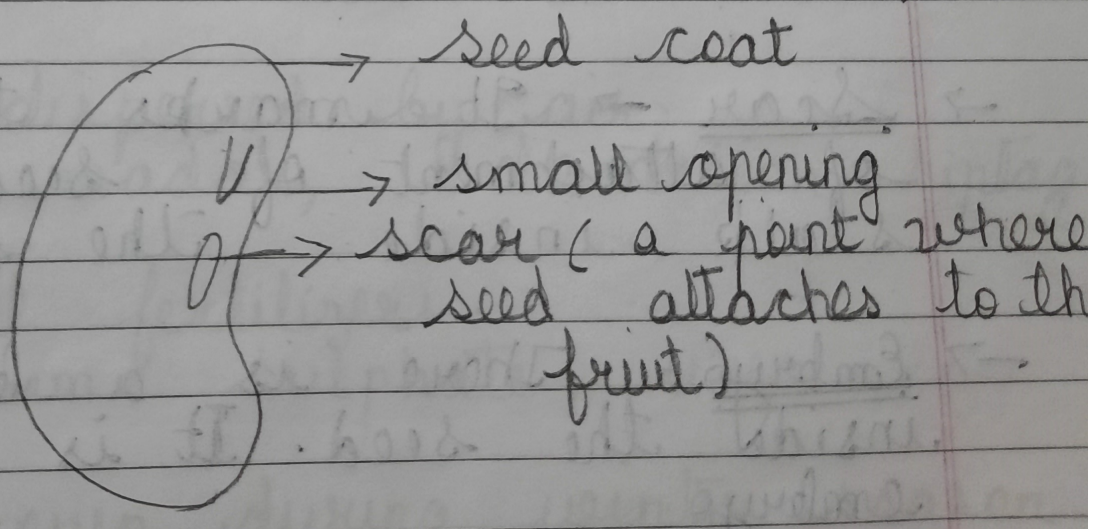 seed coat
small opening
scar ( a point where
seed attaches to th
fruit)